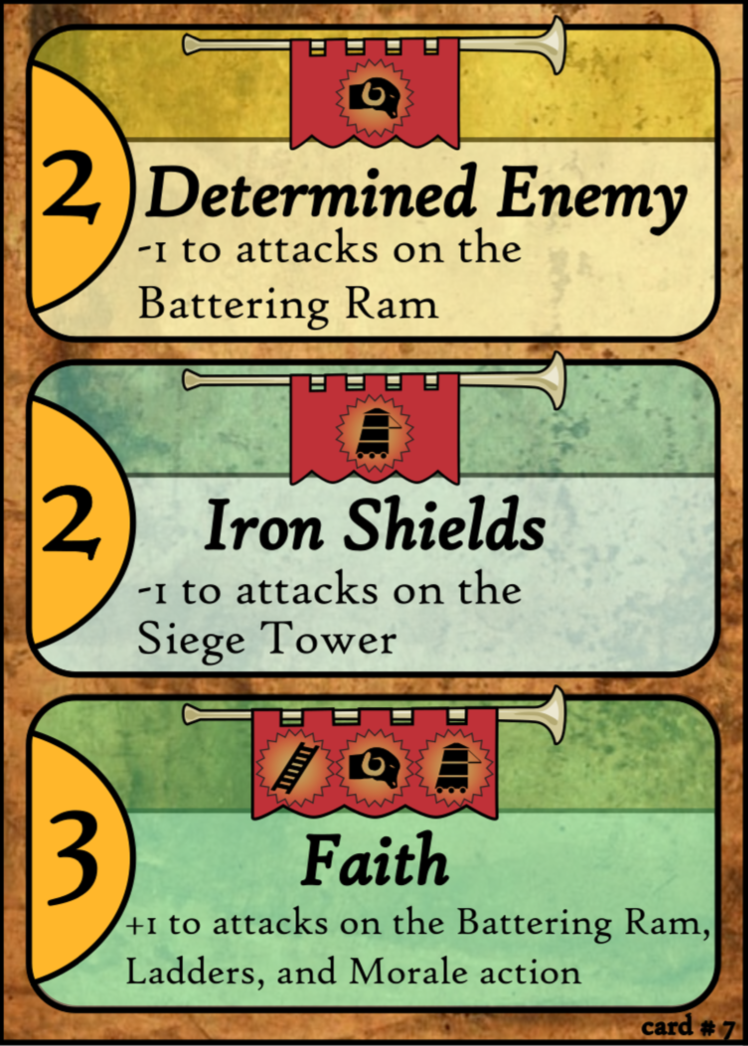 2
Determined Enemy
-1 to attacks on the
Battering Ram
2
Iron Shields
-1 to attacks on the
Siege Tower
3
Faith
+1 to attacks on the Battering Ram,
Ladders, and Morale action
card # 7